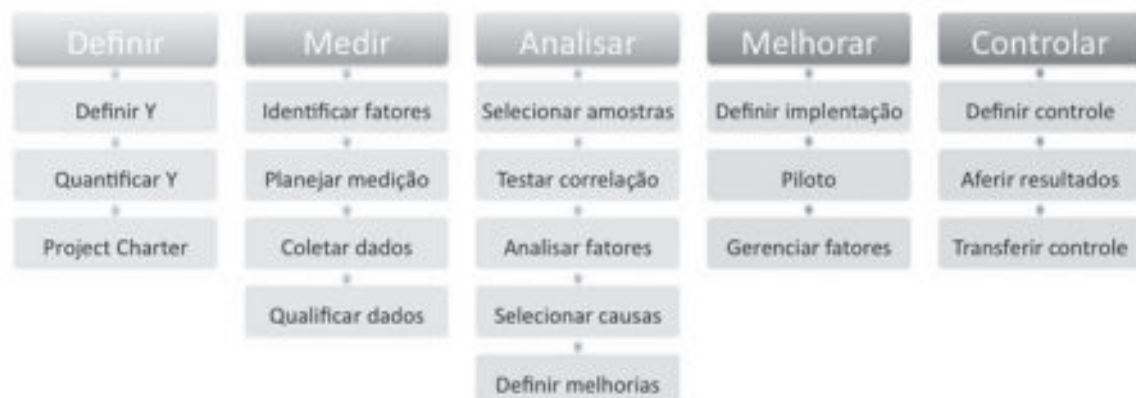 Definir
Definir Y
Quantificar Y
Project Charter
Medir
Identificar fatores
Planejar medição
Coletar dados
Qualificar dados
Analisar
Selecionar amostras
Testar correlação
Analisar fatores
Selecionar causas
Definir melhorias
Melhorar
Definir implentação
Piloto
Gerenciar fatores
Controlar
Definir controle
Aferir resultados
Transferir controle